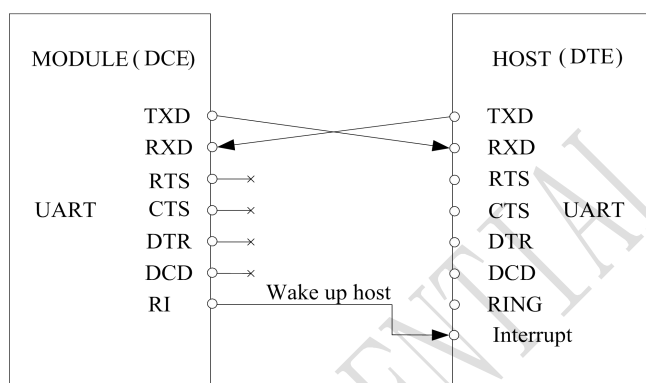 MODULE ( DCE)
HOST ( DTE)
TXD
RXD
RTS
CTS
DTR
DCD
RI
UART
Wake up host
TXD
RXD
RTS
CTS
DTR
DCD
RING
Interrupt
UART
ENTIAL